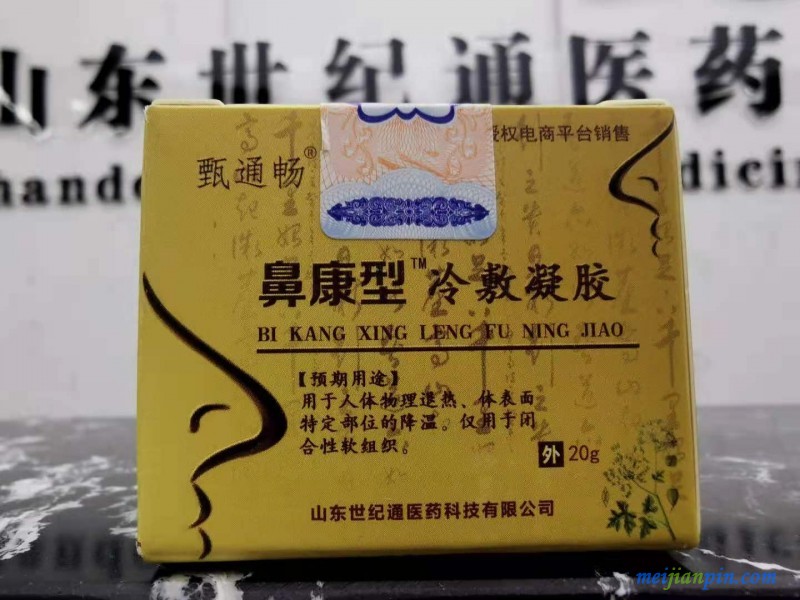 山东世纪通医药
甄通畅®
授权电商平台销售
鼻康型™ 冷敷凝胶
BI KANG XING LENG FU NING JIAO
【预期用途】
用于人体物理退热、体表面
特定部位的降温。仅用于闭
合性软组织。
外 20g
山东世纪通医药科技有限公司
meijianpin.com